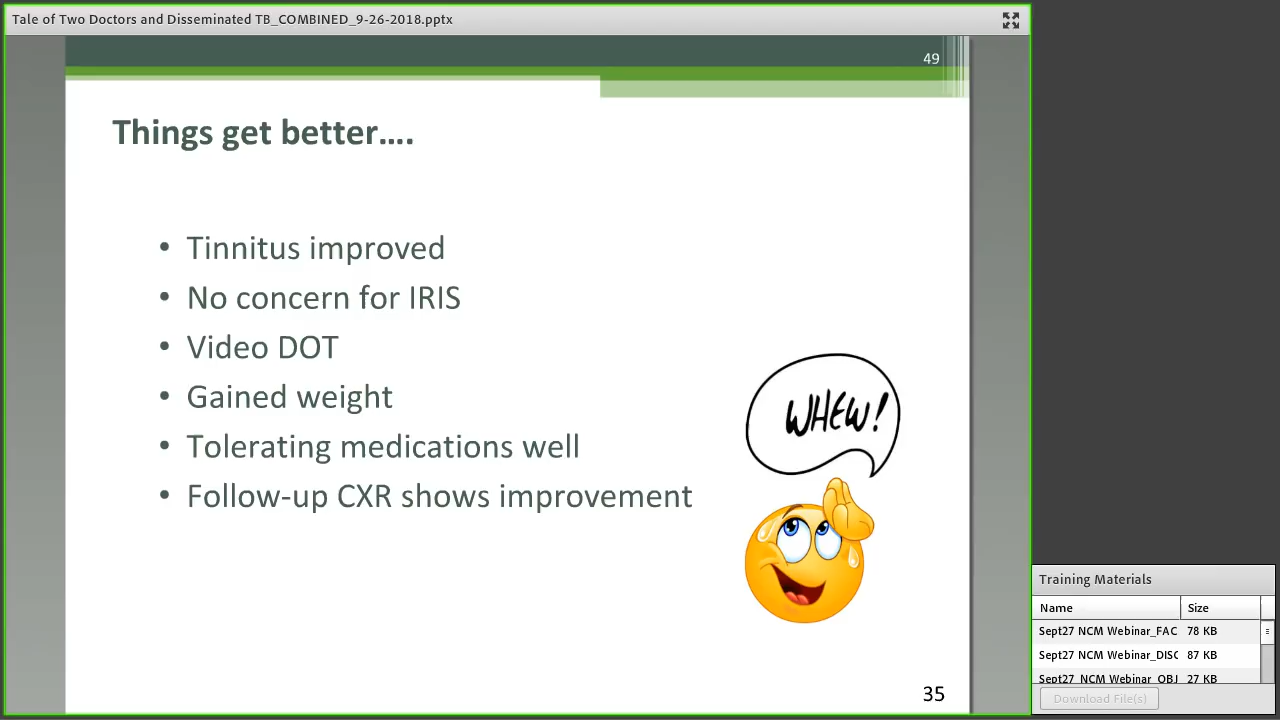 Tale of Two Doctors and Disseminated TB_COMBINED_9-26-2018.pptx
49
Things get better....
• Tinnitus improved
• No concern for IRIS
• Video DOT
• Gained weight
• Tolerating medications well
• Follow-up CXR shows improvement
WHEW!
35
Training Materials
Name Size
Sept27 NCM Webinar_FAC 78 KB
Sept27 NCM Webinar_DISC 87 KB
Sept27 NCM Webinar_OBJ 27 KB
Download File(s)